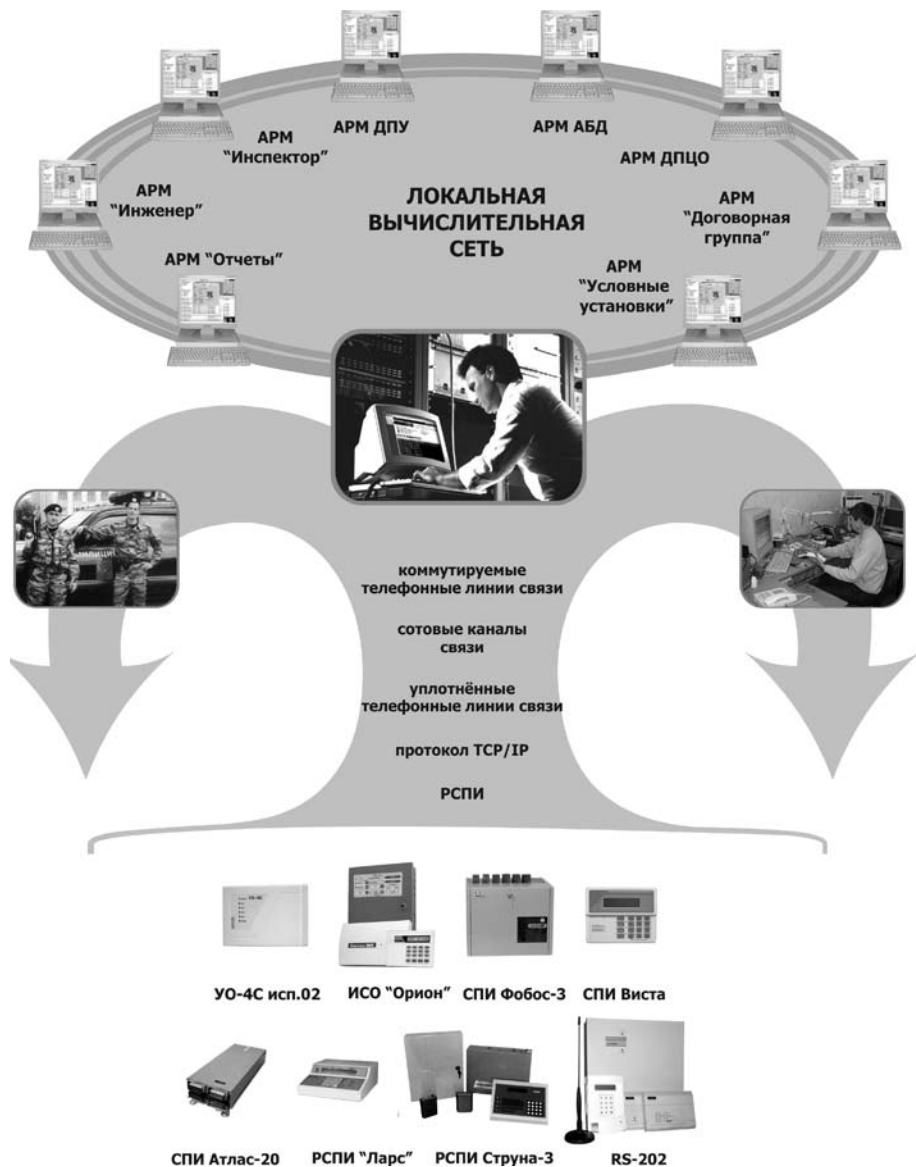 АРМ ДПУ
АРМ АБД
АРМ
"Инспектор"
АРМ ДПЦО
АРМ
"Инженер"
ЛОКАЛЬНАЯ
ВЫЧИСЛИТЕЛЬНАЯ
СЕТЬ
АРМ
"Договорная
группа"
АРМ "Отчеты"
АРМ
"Условные
установки"
коммутируемые
телефонные линии связи
сотовые каналы
связи
уплотнённые
телефонные линии связи
протокол TCP/IP
РСПИ
УО-4С исп.02
ИСО "Орион"
СПИ Фобос-3
СПИ Виста
СПИ Атлас-20
РСПИ "Ларс"
РСПИ Струна-3
RS-202